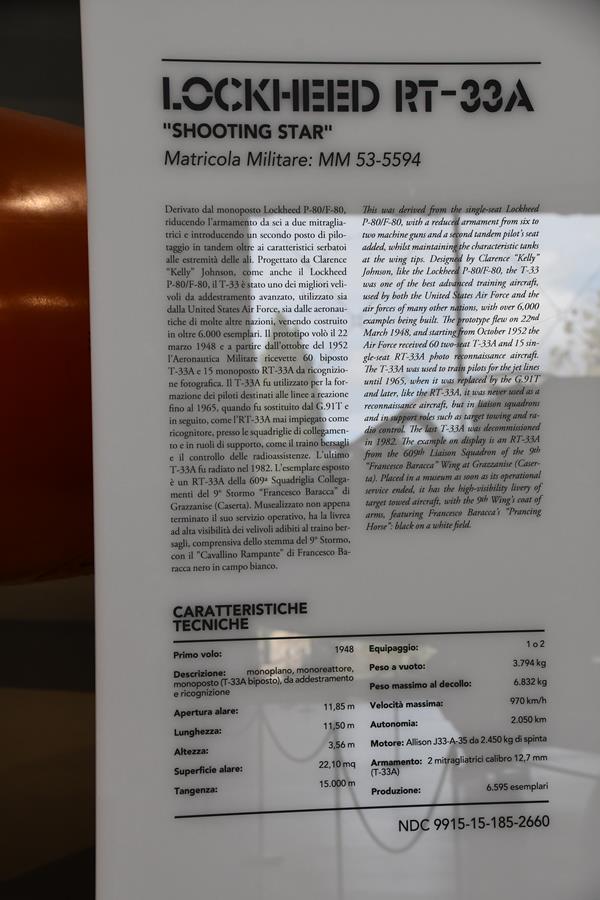 LOCKHEED RT-33A
"SHOOTING STAR"
Matricola Militare: MM 53-5594
Derivato dal monoposto Lockheed P-80/F-80,
riducendo l'armamento da sei a due mitraglia-
trici e introducendo un secondo posto di pilo-
taggio in tandem oltre ai caratteristici serbatoi
alle estremità delle ali. Progettato da Clarence
"Kelly" Johnson, come anche il Lockheed
P-80/F-80, il T-33 è stato uno dei migliori veli-
voli da addestramento avanzato, utilizzato sia
dalla United States Air Force, sia dalle aeronau-
tiche di molte altre nazioni, venendo costruito
in oltre 6.000 esemplari. Il prototipo volò il 22
marzo 1948 e a partire dall'ottobre del 1952
l'Aeronautica Militare ricevette 60 biposto
T-33A e 15 monoposto RT-33A da ricognizio-
ne fotografica. Il T-33A fu utilizzato per la for-
mazione dei piloti destinati alle linee a reazione
fino al 1965, quando fu sostituito dal G.91T e
in seguito, come l'RT-33A mai impiegato come
ricognitore, presso le squadriglie di collegamen-
to e in ruoli di supporto, come il traino bersagli
e il controllo delle radioassistenze. L'ultimo
T-33A fu radiato nel 1982. L'esemplare esposto
è un RT-33A della 609ª Squadriglia Collega-
menti del 9° Stormo "Francesco Baracca" di
Grazzanise (Caserta). Musealizzato non appena
terminato il suo servizio operativo, ha la livrea
ad alta visibilità dei velivoli adibiti al traino ber-
sagli, comprensiva dello stemma del 9° Stormo,
con il "Cavallino Rampante" di Francesco Ba-
racca nero in campo bianco.
This was derived from the single-seat Lockheed
P-80/F-80, with a reduced armament from six to
two machine guns and a second tandem pilot's seat
added, whilst maintaining the characteristic tanks
at the wing tips. Designed by Clarence "Kelly"
Johnson, like the Lockheed P-80/F-80, the T-33
was one of the best advanced training aircraft,
used by both the United States Air Force and the
air forces of many other nations, with over 6,000
examples being built. The prototype flew on 22nd
March 1948, and starting from October 1952 the
Air Force received 60 two-seat T-33A and 15 sin-
gle-seat RT-33A photo reconnaissance aircraft.
The T-33A was used to train pilots for the jet lines
until 1965, when it was replaced by the G.91T
and later, like the RT-33A, it was never used as a
reconnaissance aircraft, but in liaison squadrons
and in support roles such as target towing and ra-
dio control. The last T-33A was decommissioned
in 1982. The example on display is an RT-33A
from the 609th Liaison Squadron of the 9th
"Francesco Baracca" Wing at Grazzanise (Caser-
ta). Placed in a museum as soon as its operational
service ended, it has the high-visibility livery of
target towed aircraft, with the 9th Wing's coat of
arms, featuring Francesco Baracca's "Prancing
Horse": black on a white field.
CARATTERISTICHE
TECNICHE
Primo volo: 1948
Descrizione: monoplano, monoreattore,
monoposto (T-33A biposto), da addestramento
e ricognizione
Apertura alare: 11,85 m
Lunghezza: 11,50 m
Altezza: 3,56 m
Superficie alare: 22,10 mq
Tangenza: 15.000 m
Equipaggio: 1 o 2
Peso a vuoto: 3.794 kg
Peso massimo al decollo: 6.832 kg
Velocità massima: 970 km/h
Autonomia: 2.050 km
Motore: Allison J33-A-35 da 2.450 kg di spinta
Armamento: 2 mitragliatrici calibro 12,7 mm
(T-33A)
Produzione: 6.595 esemplari
NDC 9915-15-185-2660